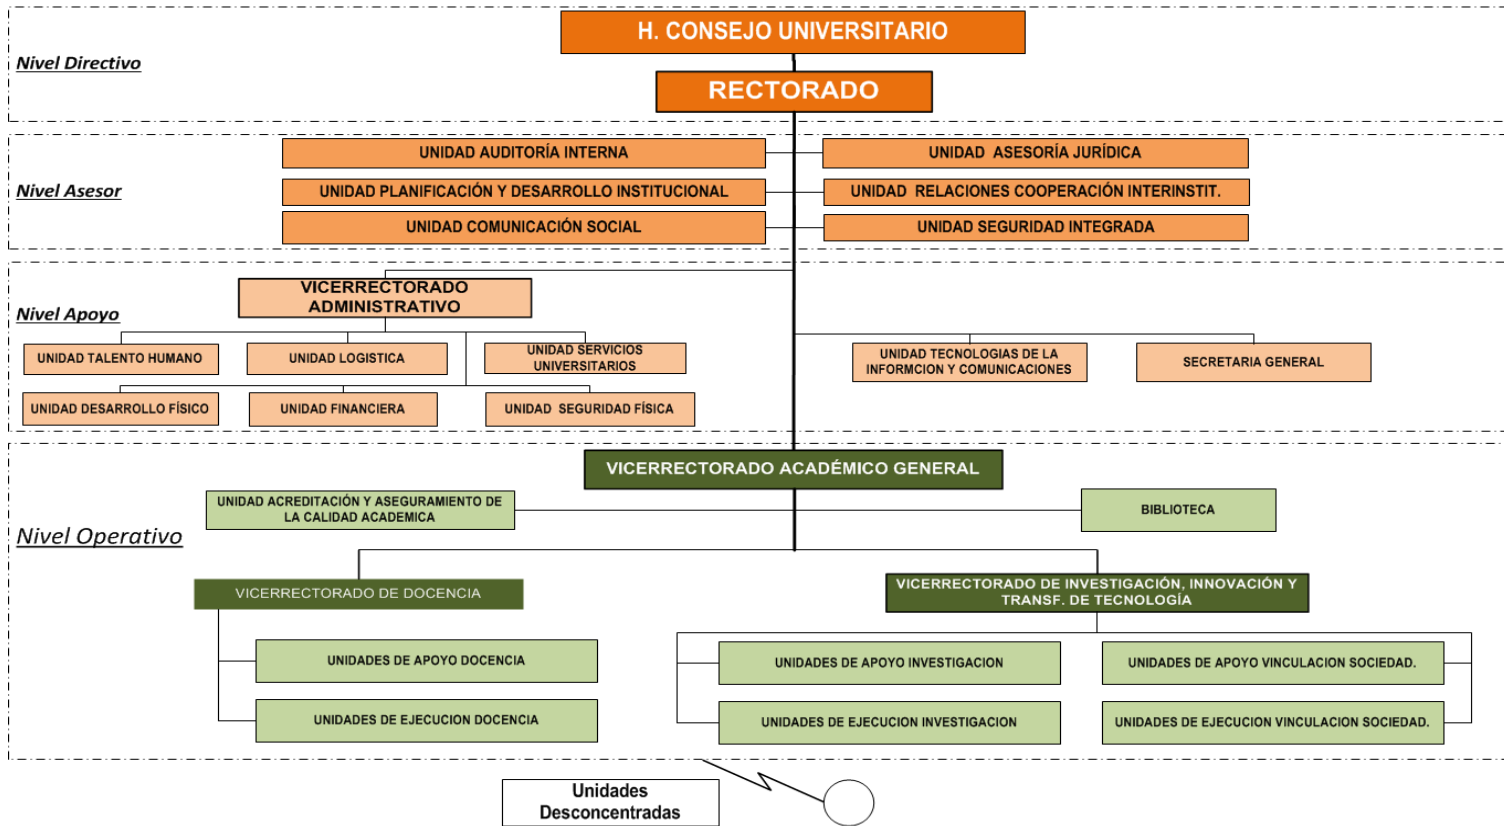 H. CONSEJO UNIVERSITARIO
Nivel Directivo
RECTORADO
UNIDAD AUDITORÍA INTERNA
UNIDAD ASESORÍA JURÍDICA
Nivel Asesor
UNIDAD PLANIFICACIÓN Y DESARROLLO INSTITUCIONAL
UNIDAD RELACIONES COOPERACIÓN INTERINSTIT.
UNIDAD COMUNICACIÓN SOCIAL
UNIDAD SEGURIDAD INTEGRADA
VICERRECTORADO
ADMINISTRATIVO
Nivel Apoyo
UNIDAD TALENTO HUMANO
UNIDAD LOGISTICA
UNIDAD SERVICIOS
UNIVERSITARIOS
UNIDAD TECNOLOGIAS DE LA
INFORMCION Y COMUNICACIONES
SECRETARIA GENERAL
UNIDAD DESARROLLO FÍSICO
UNIDAD FINANCIERA
UNIDAD SEGURIDAD FÍSICA
VICERRECTORADO ACADÉMICO GENERAL
UNIDAD ACREDITACIÓN Y ASEGURAMIENTO DE
LA CALIDAD ACADEMICA
BIBLIOTECA
Nivel Operativo
VICERRECTORADO DE DOCENCIA
VICERRECTORADO DE INVESTIGACIÓN, INNOVACIÓN Y
TRANSF. DE TECNOLOGÍA
UNIDADES DE APOYO DOCENCIA
UNIDADES DE APOYO INVESTIGACION
UNIDADES DE APOYO VINCULACION SOCIEDAD.
UNIDADES DE EJECUCION DOCENCIA
UNIDADES DE EJECUCION INVESTIGACION
UNIDADES DE EJECUCION VINCULACION SOCIEDAD.
Unidades
Desconcentradas